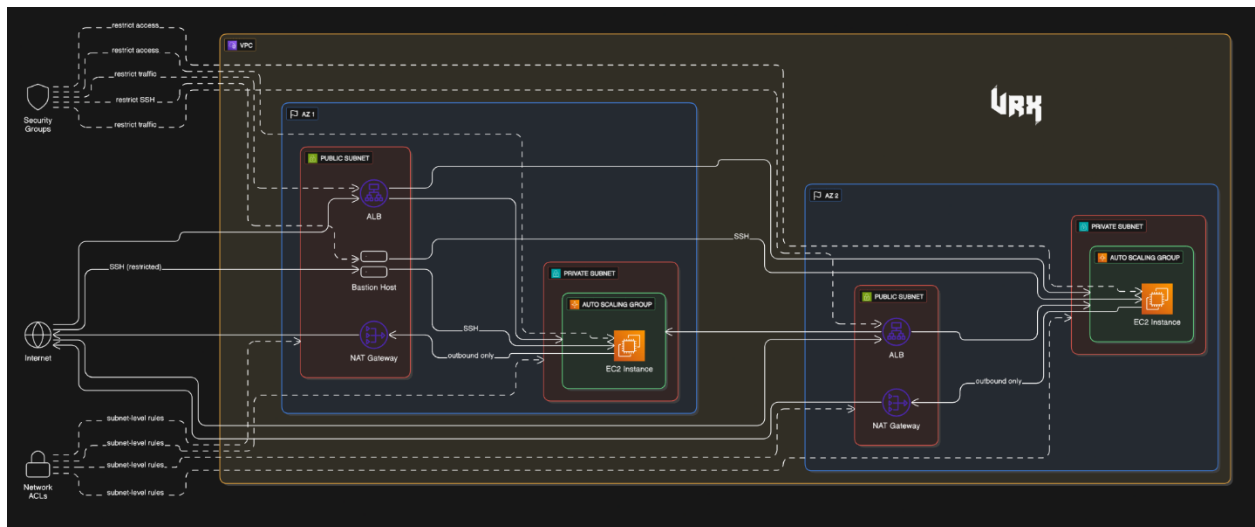 restrict access
restrict access
restrict traffic
restrict SSH
restrict traffic
Security
Groups
VPC
VRX
AZ 1
PUBLIC SUBNET
ALB
SSH (restricted)
Bastion Host
SSH
PRIVATE SUBNET
AUTO SCALING GROUP
SSH
NAT Gateway
outbound only
EC2 Instance
Internet
AZ 2
PRIVATE SUBNET
AUTO SCALING GROUP
EC2 Instance
PUBLIC SUBNET
ALB
outbound only
NAT Gateway
subnet-level rules
subnet-level rules
subnet-level rules
subnet-level rules
Network
ACLs